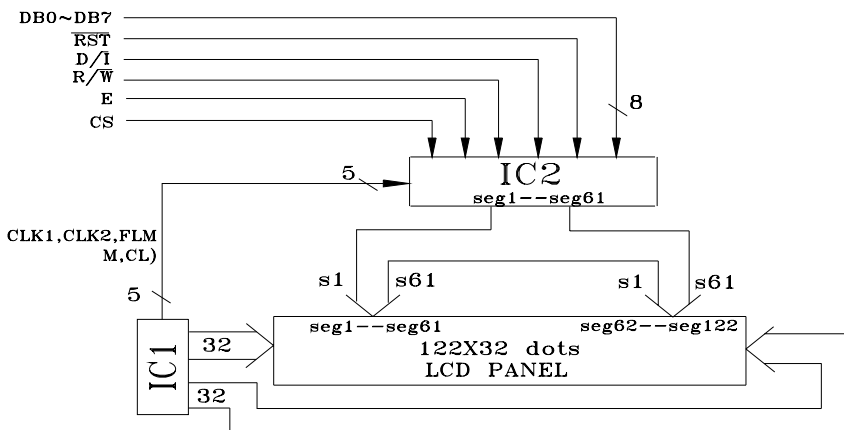 DB0~DB7
RST
D/I
R/W
E
CS
8
5
IC2
seg1--seg61
CLK1,CLK2,FLM
M,CL)
s1
s61
s1
s61
5
seg1--seg61
seg62--seg122
IC1
32
122X32 dots
LCD PANEL
32